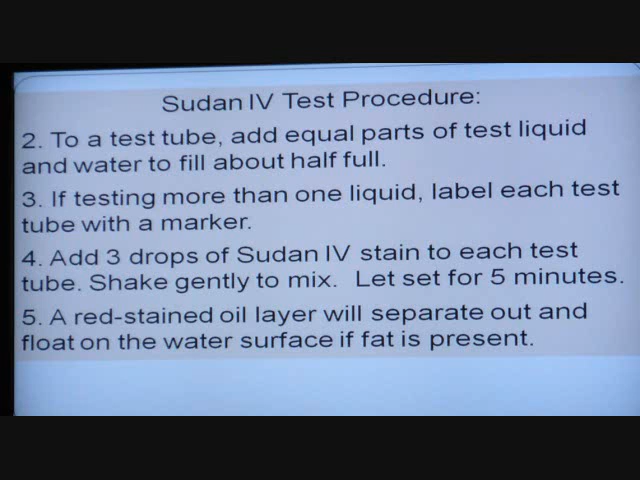 Sudan IV Test Procedure:
2. To a test tube, add equal parts of test liquid
and water to fill about half full.
3. If testing more than one liquid, label each test
tube with a marker.
4. Add 3 drops of Sudan IV stain to each test
tube. Shake gently to mix. Let set for 5 minutes.
5. A red-stained oil layer will separate out and
float on the water surface if fat is present.